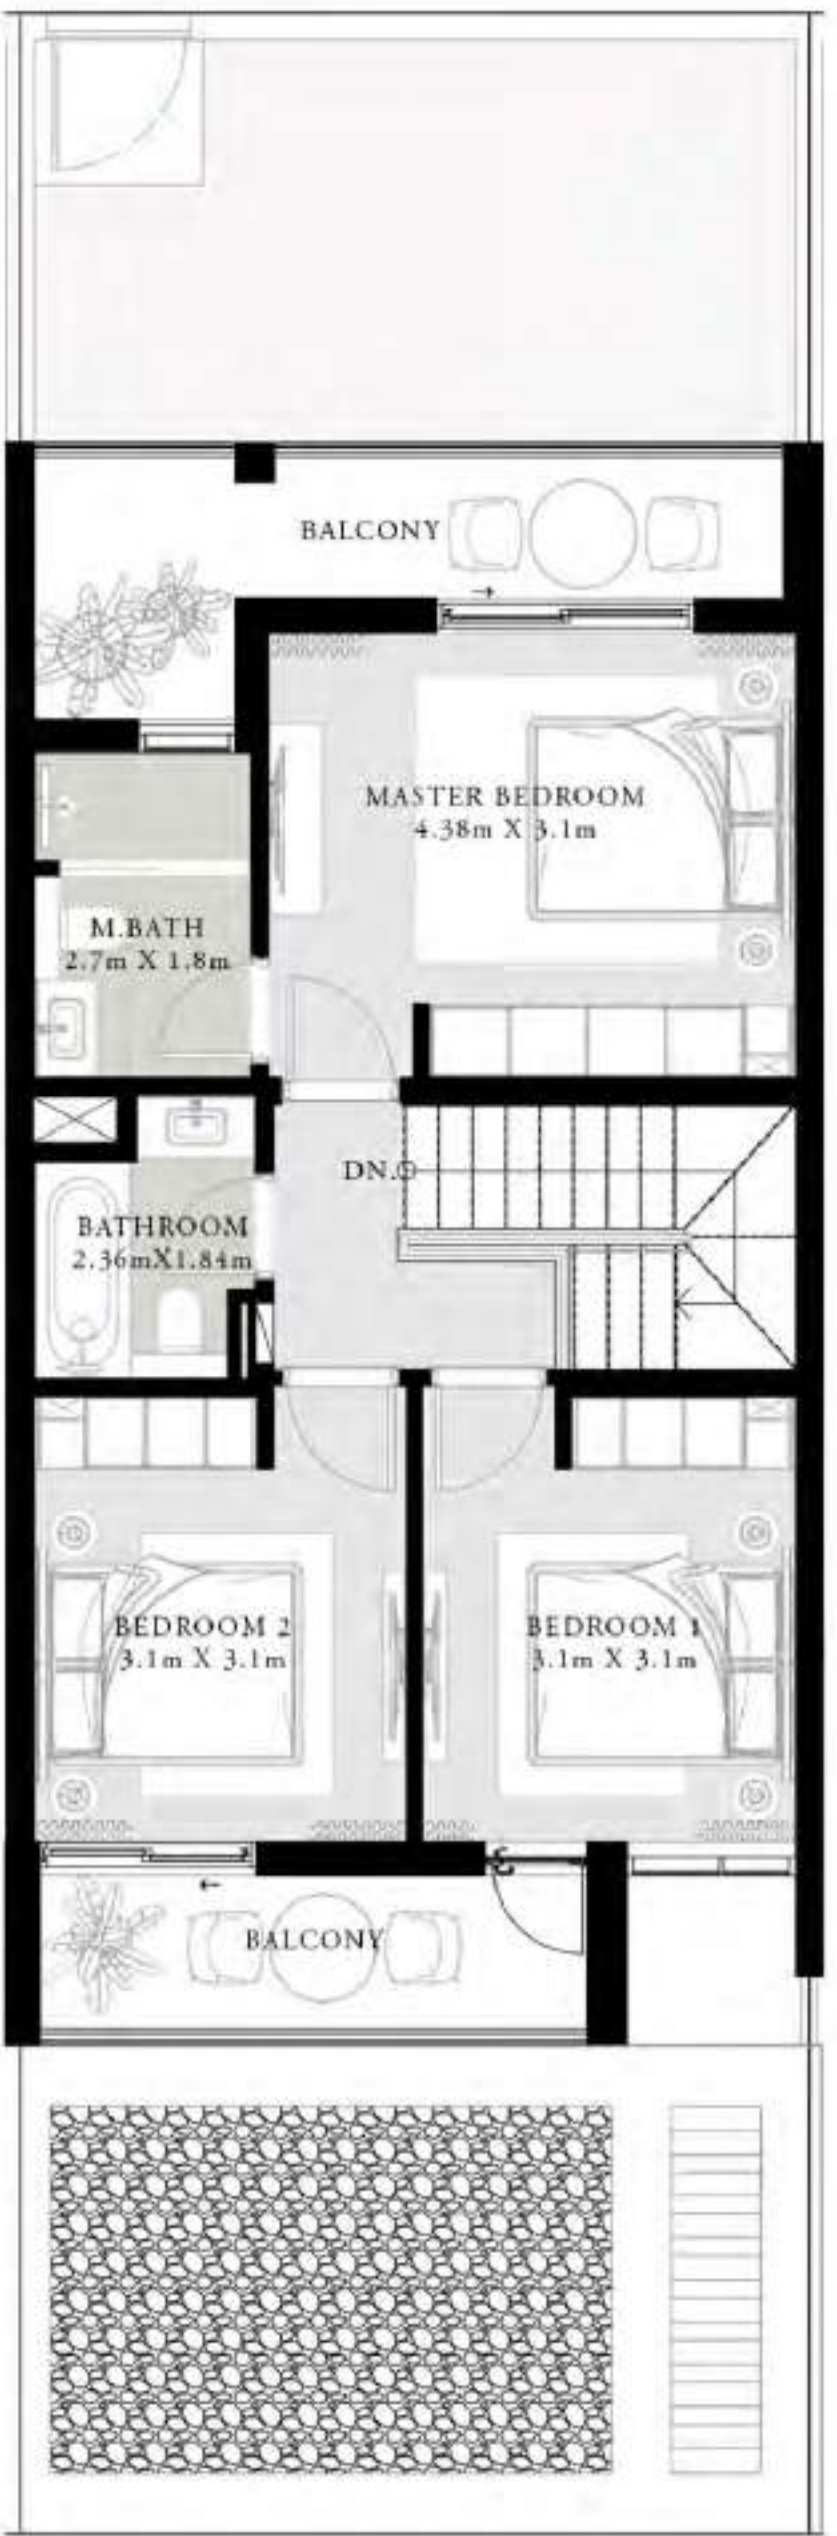 BALCONY
MASTER BEDROOM
4.38m X 3.1m
M.BATH
2.7m X 1.8m
DN.
BATHROOM
2.36mX1.84m
BEDROOM 2
3.1m X 3.1m
BEDROOM 1
3.1m X 3.1m
BALCONY